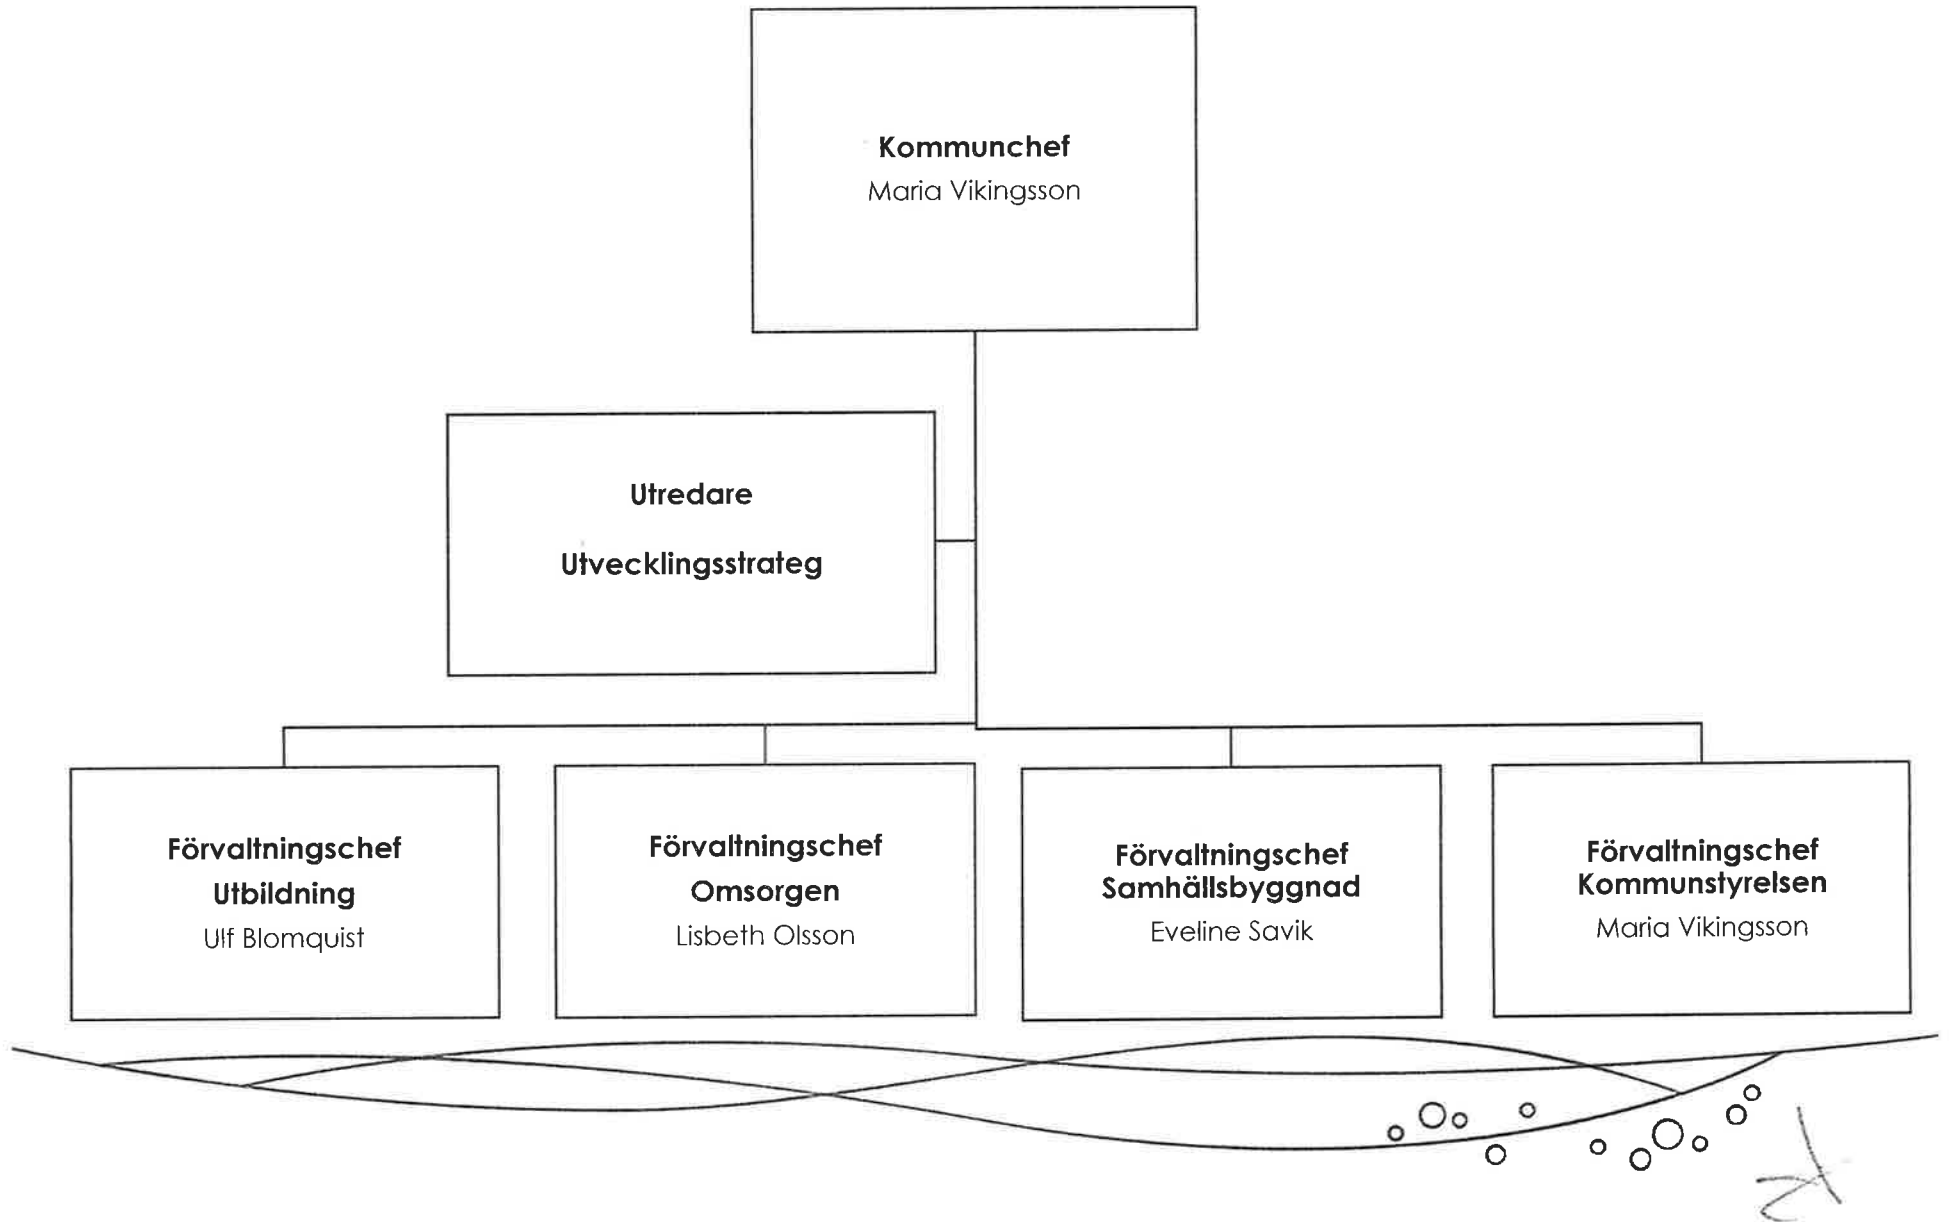 Kommunchef
Maria Vikingsson
Utredare
Utvecklingsstrateg
Förvaltningschef
Utbildning
Ulf Blomquist
Förvaltningschef
Omsorgen
Lisbeth Olsson
Förvaltningschef
Samhällsbyggnad
Eveline Savik
Förvaltningschef
Kommunstyrelsen
Maria Vikingsson